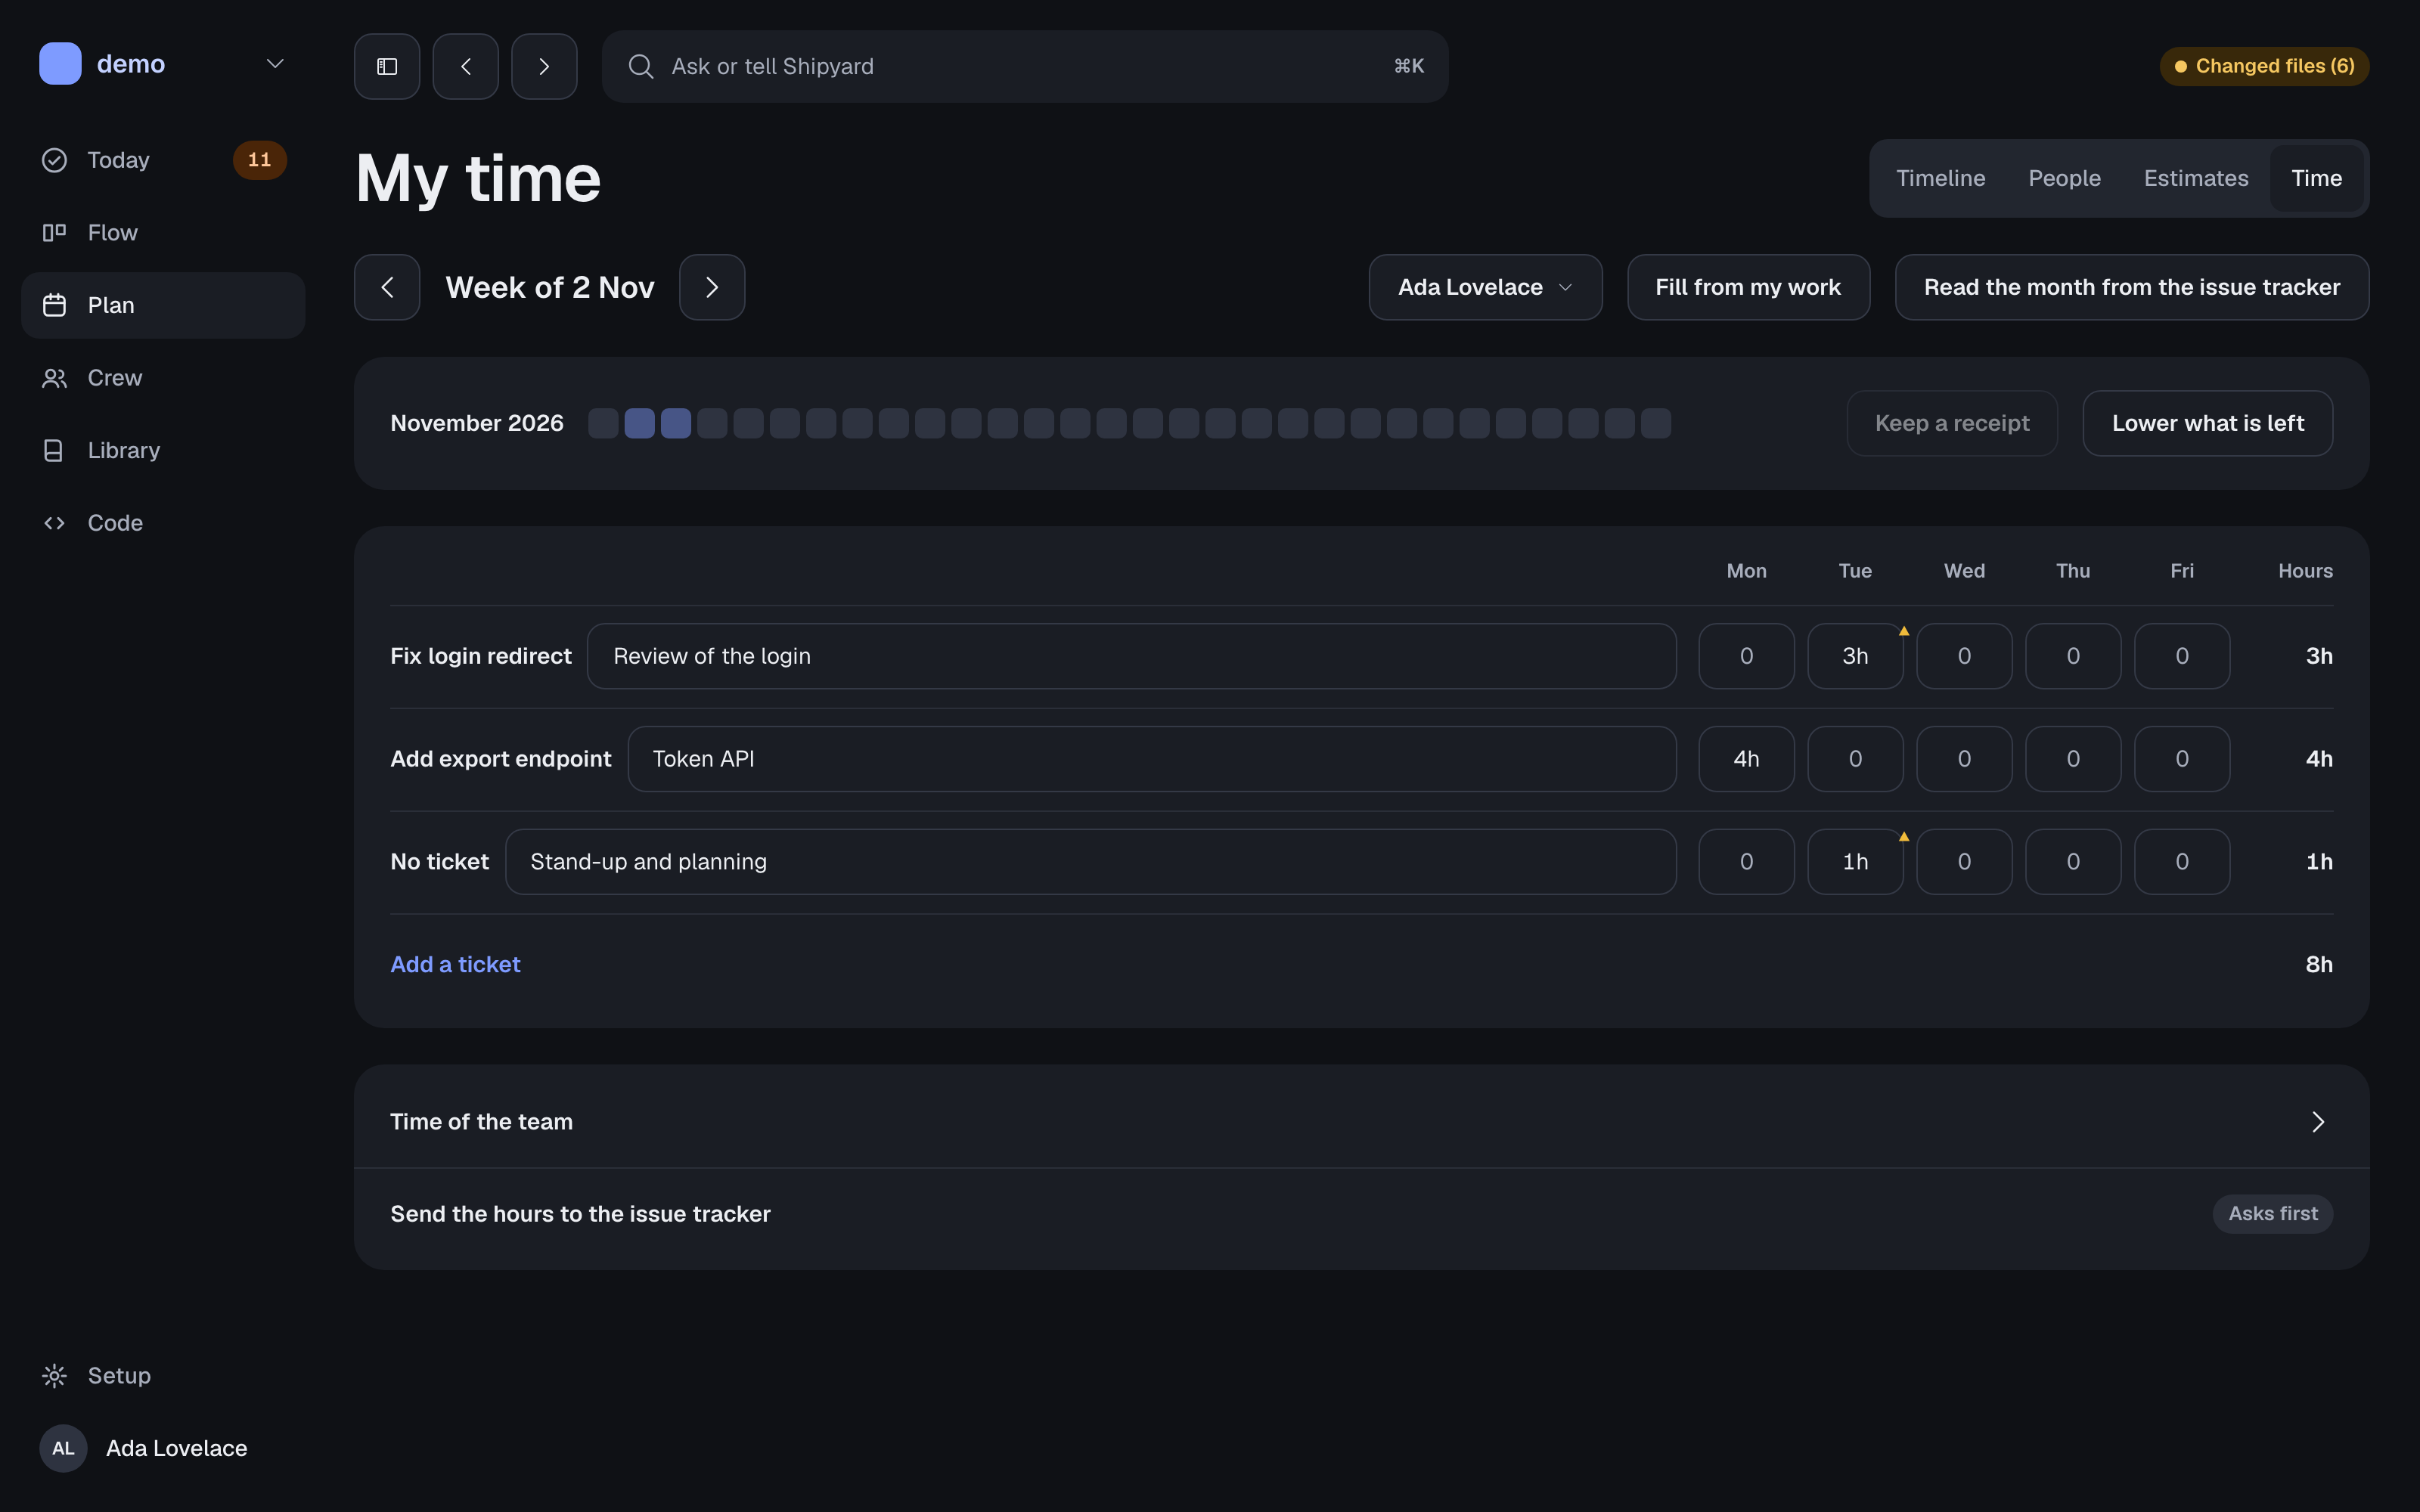 demo
Ask or tell Shipyard ⌘K
Changed files (6)
Today 11
Flow
Plan
Crew
Library
Code
My time
Timeline People Estimates Time
Week of 2 Nov
Ada Lovelace
Fill from my work
Read the month from the issue tracker
November 2026
Keep a receipt
Lower what is left
Mon Tue Wed Thu Fri Hours
Fix login redirect Review of the login 0 3h 0 0 0 3h
Add export endpoint Token API 4h 0 0 0 0 4h
No ticket Stand-up and planning 0 1h 0 0 0 1h
Add a ticket 8h
Time of the team
Send the hours to the issue tracker Asks first
Setup
AL Ada Lovelace